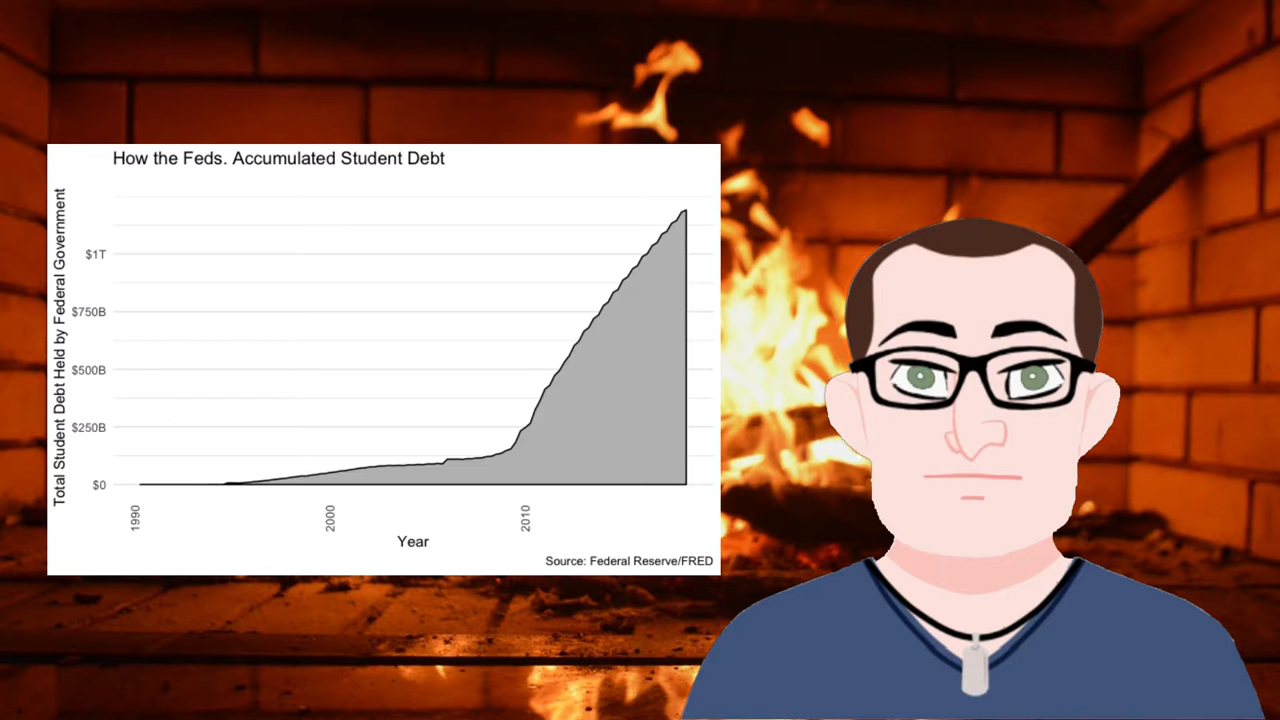 How the Feds. Accumulated Student Debt
Total Student Debt Held by Federal Government
$1T
$750B
$500B
$250B
$0
1990
2000
2010
Year
Source: Federal Reserve/FRED